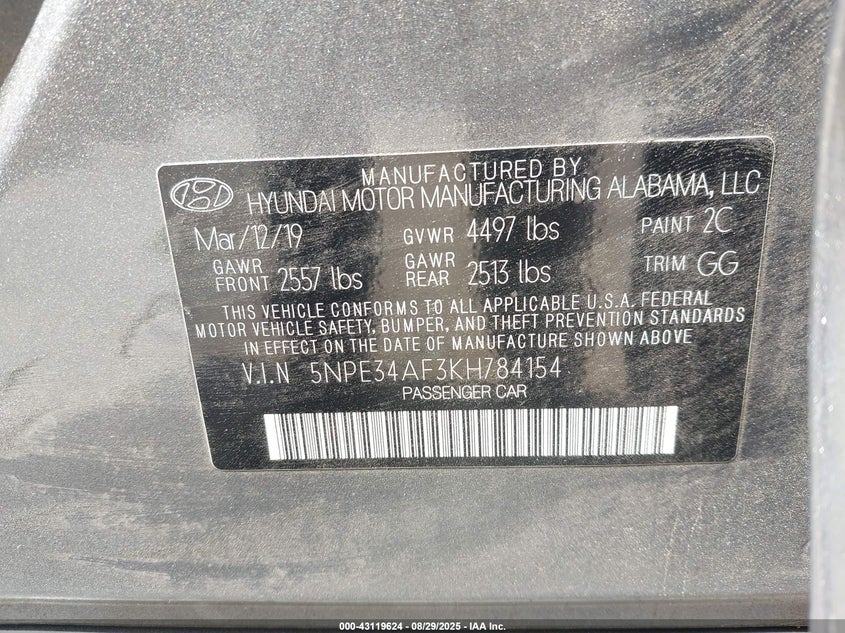 MANUFACTURED BY
HYUNDAI MOTOR MANUFACTURING ALABAMA, LLC
Mar/12/19 GVWR 4497 lbs PAINT 2C
GAWR FRONT 2557 lbs GAWR REAR 2513 lbs TRIM GG
THIS VEHICLE CONFORMS TO ALL APPLICABLE U.S.A. FEDERAL
MOTOR VEHICLE SAFETY, BUMPER, AND THEFT PREVENTION STANDARDS
IN EFFECT ON THE DATE OF MANUFACTURE SHOWN ABOVE
V.I.N 5NPE34AF3KH784154
PASSENGER CAR
000-43119624 - 08/29/2025 - IAA Inc.